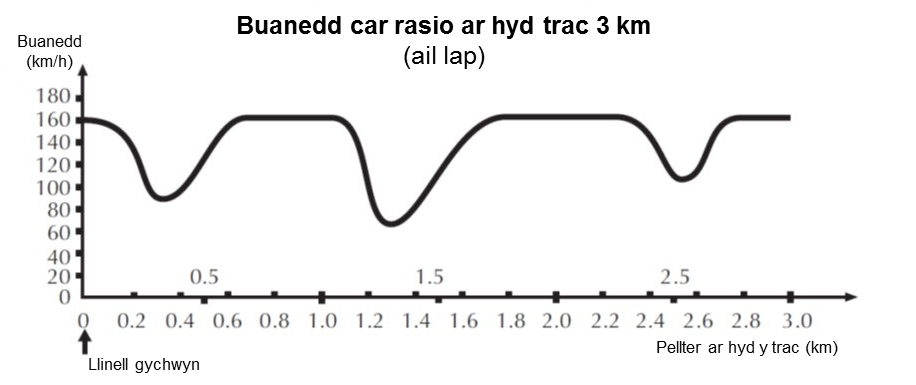 Buanedd car rasio ar hyd trac 3 km
(ail lap)
Buanedd
(km/h)
180
160
140
120
100
80
60
40
20
0
0.5 1.5 2.5
0 0.2 0.4 0.6 0.8 1.0 1.2 1.4 1.6 1.8 2.0 2.2 2.4 2.6 2.8 3.0
Pellter ar hyd y trac (km)
Llinell gychwyn